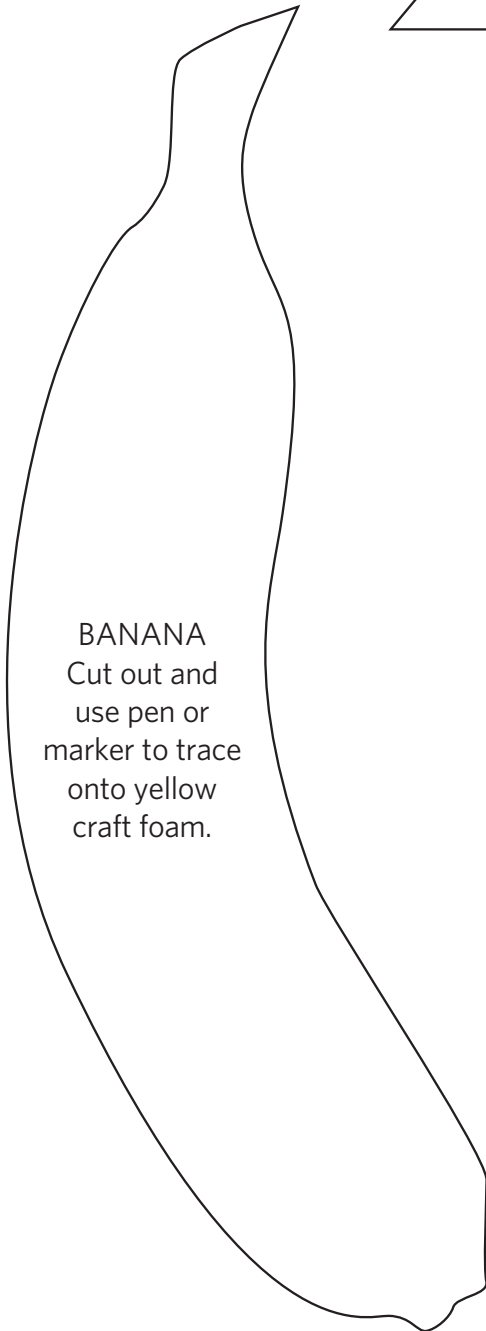 BANANA
Cut out and
use pen or
marker to trace
onto yellow
craft foam.